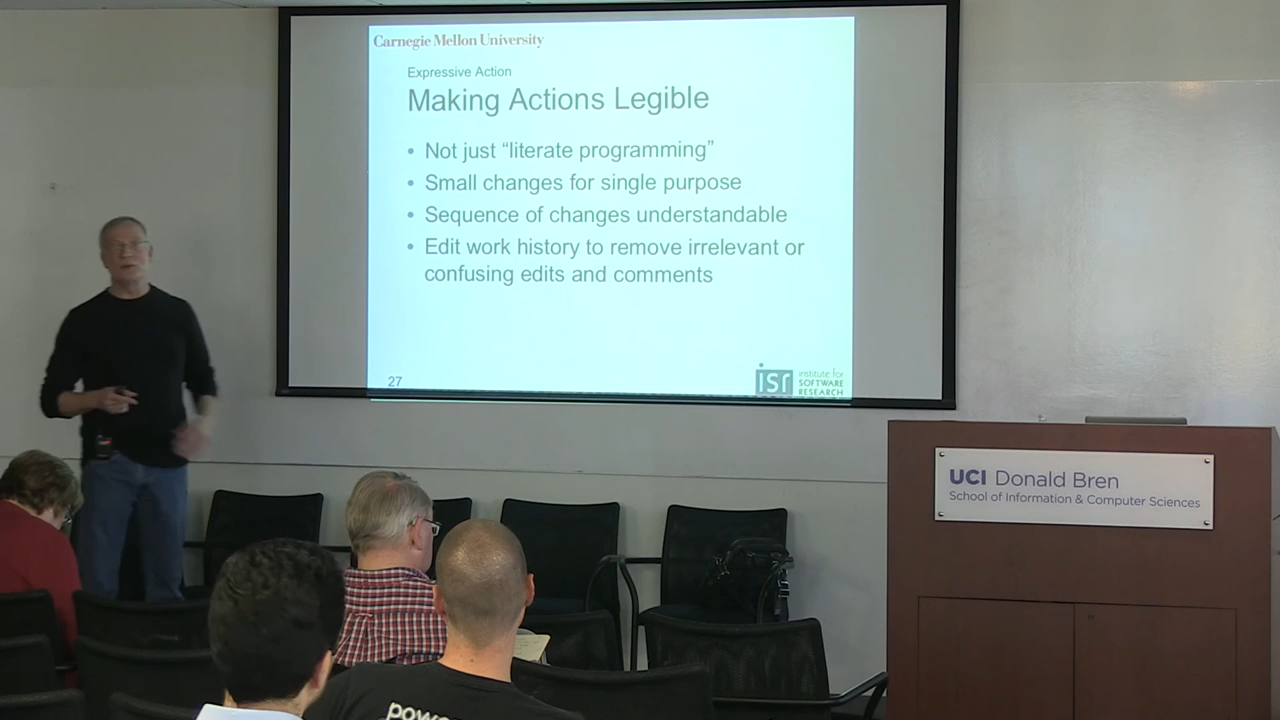 Carnegie Mellon University
Expressive Action
Making Actions Legible
• Not just “literate programming”
• Small changes for single purpose
• Sequence of changes understandable
• Edit work history to remove irrelevant or
confusing edits and comments
27
isr institute for
SOFTWARE
RESEARCH
UCI Donald Bren
School of Information & Computer Sciences